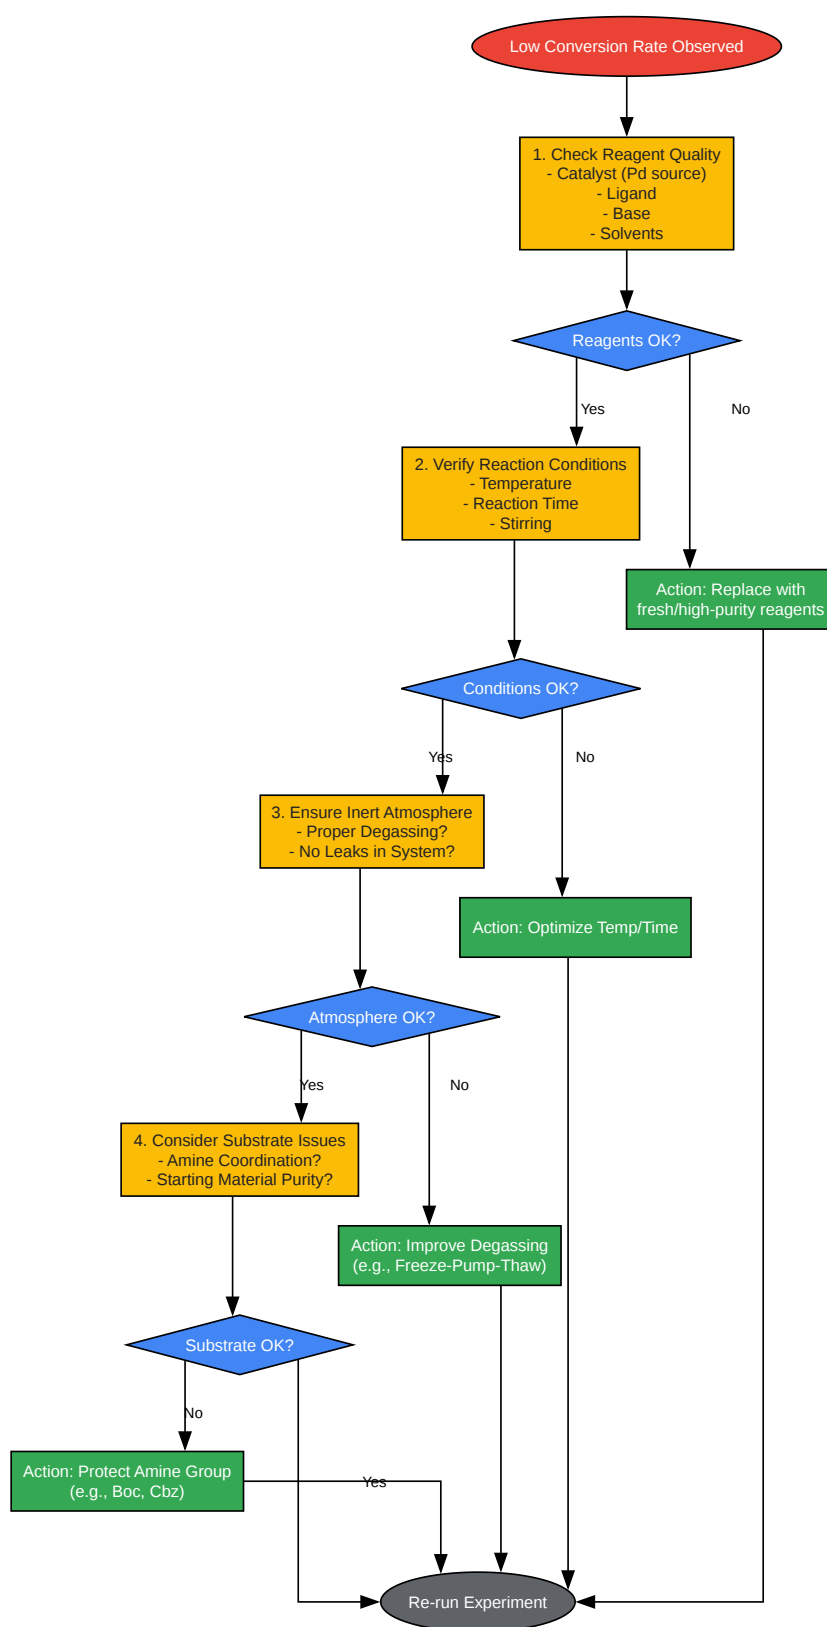 Low Conversion Rate Observed
1. Check Reagent Quality
- Catalyst (Pd source)
- Ligand
- Base
- Solvents
Reagents OK?
Yes
No
2. Verify Reaction Conditions
- Temperature
- Reaction Time
- Stirring
Action: Replace with
fresh/high-purity reagents
Conditions OK?
Yes
No
3. Ensure Inert Atmosphere
- Proper Degassing?
- No Leaks in System?
Action: Optimize Temp/Time
Atmosphere OK?
Yes
No
4. Consider Substrate Issues
- Amine Coordination?
- Starting Material Purity?
Action: Improve Degassing
(e.g., Freeze-Pump-Thaw)
Substrate OK?
No
Action: Protect Amine Group
(e.g., Boc, Cbz)
Yes
Re-run Experiment